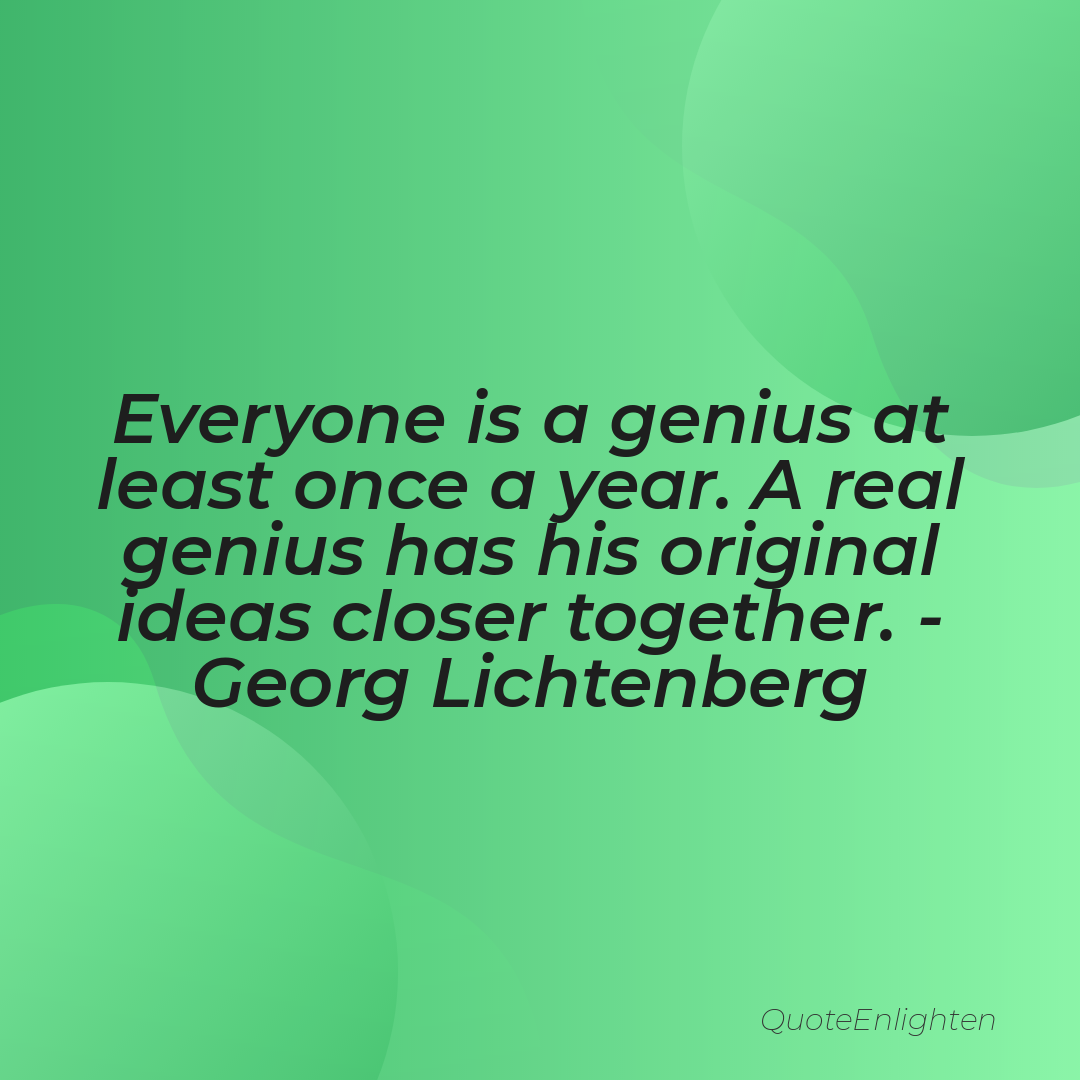 Everyone is a genius at
least once a year. A real
genius has his original
ideas closer together. -
Georg Lichtenberg
QuoteEnlighten